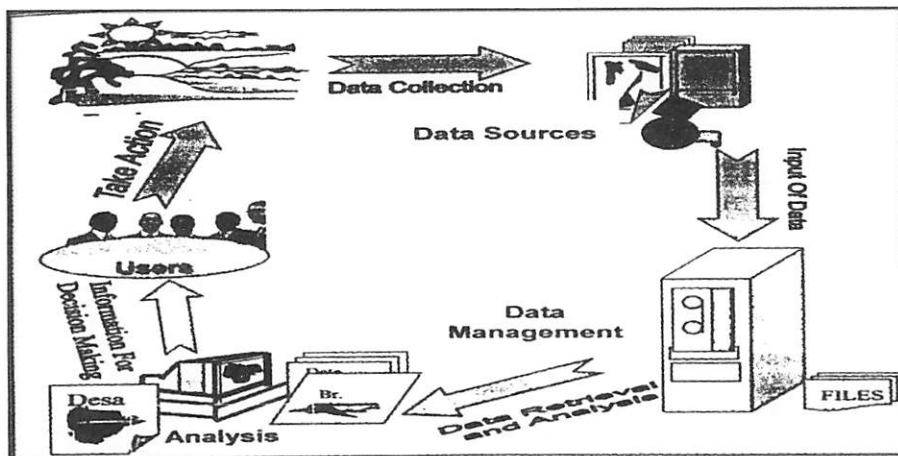 Data Collection
Data Sources
Input Of Data
Take Action
Users
Information For
Decision Making
Data
Management
Data Retrieval
and Analysis
FILES
Data
Br.
Desa
Analysis